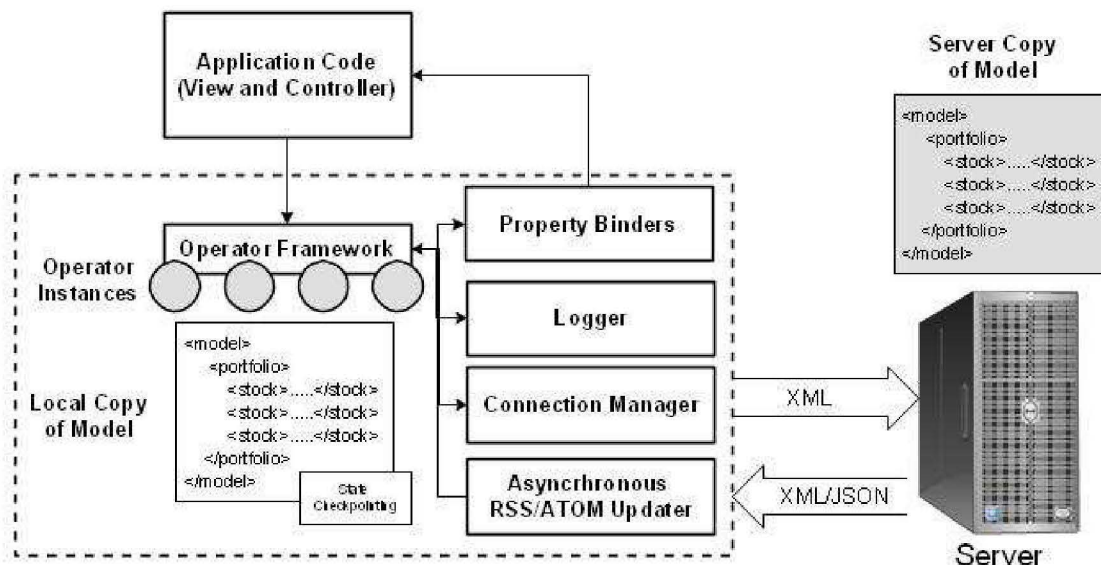 Application Code
(View and Controller)
Server Copy
of Model
<model>
<portfolio>
<stock>.....</stock>
<stock>.....</stock>
<stock>.....</stock>
</portfolio>
</model>
Operator Framework
Operator
Instances
Property Binders
Logger
Local Copy
of Model
<model>
<portfolio>
<stock>.....</stock>
<stock>.....</stock>
<stock>.....</stock>
</portfolio>
</model>
State
Checkpointing
Connection Manager
Asyncrhronous
RSS/ATOM Updater
XML
XML/JSON
Server